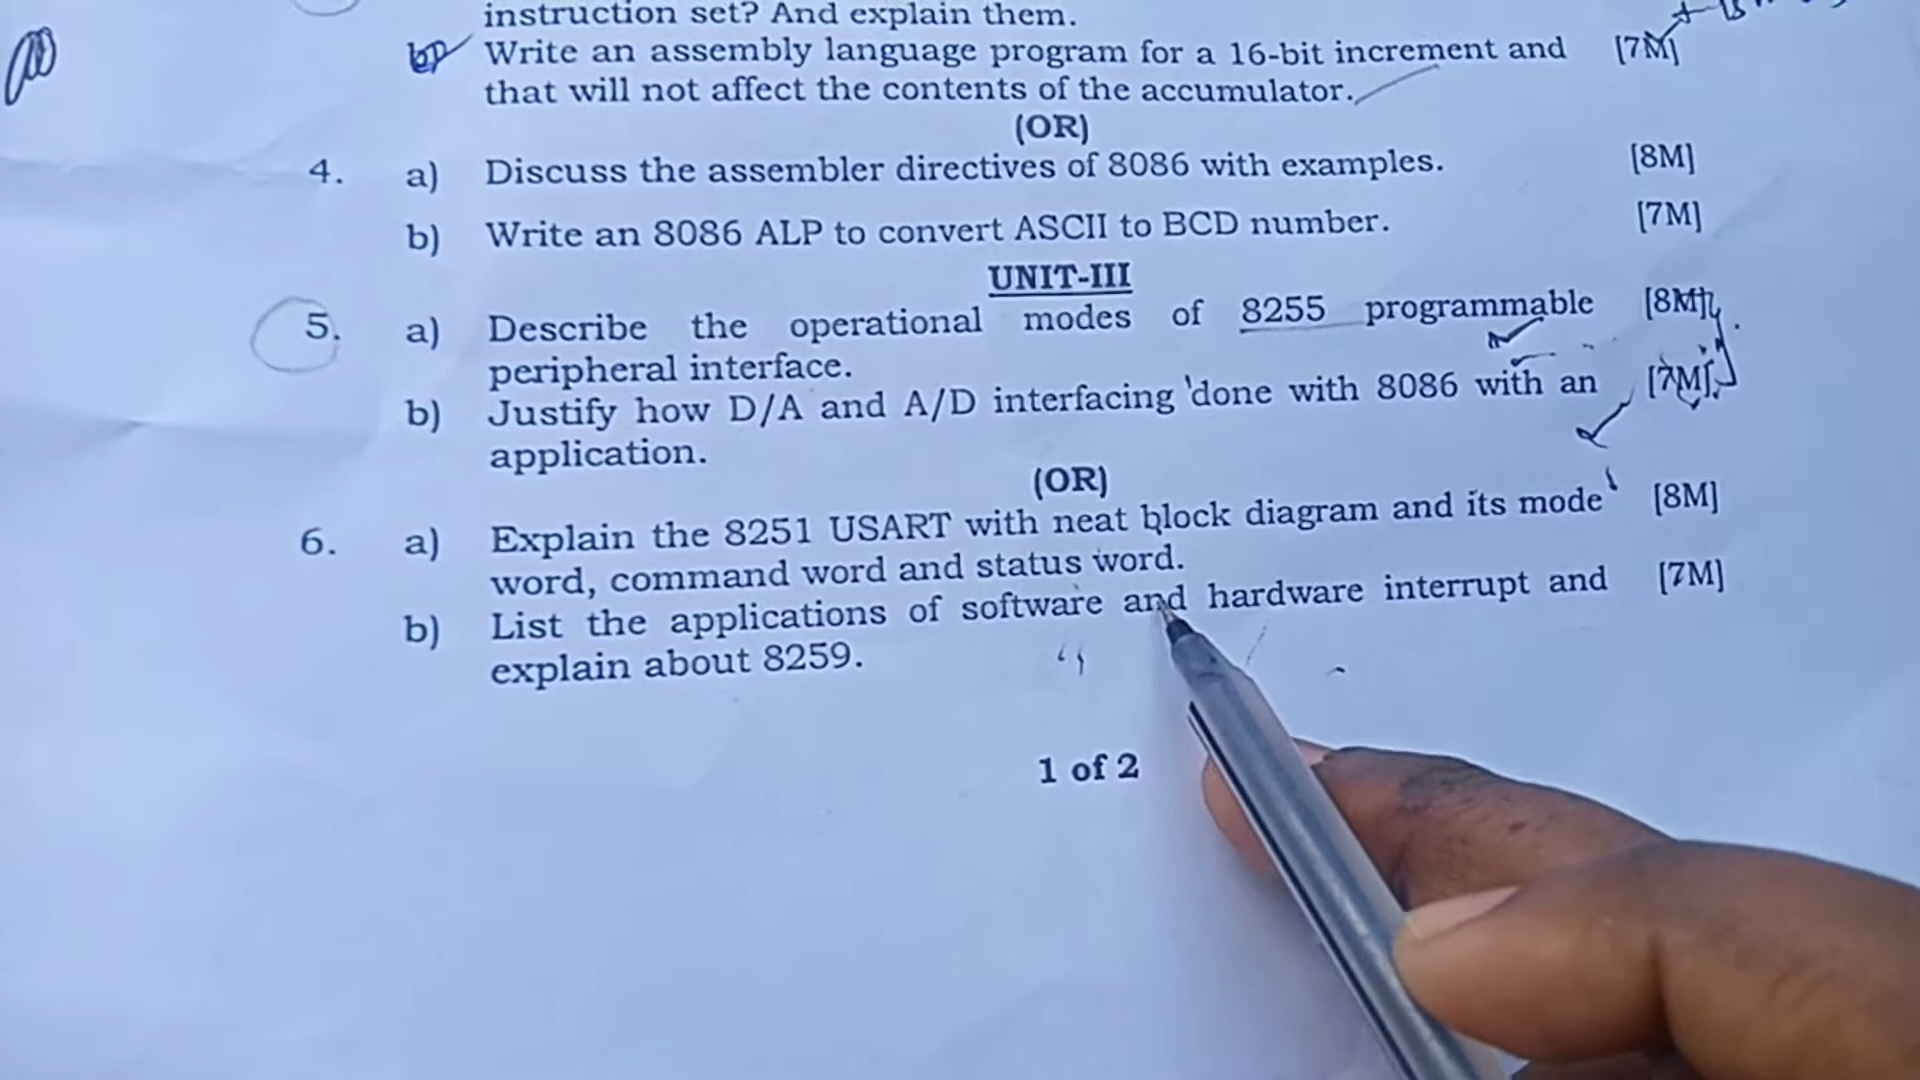 instruction set? And explain them.
b) Write an assembly language program for a 16-bit increment and [7M]
that will not affect the contents of the accumulator.
(OR)
4. a) Discuss the assembler directives of 8086 with examples. [8M]
b) Write an 8086 ALP to convert ASCII to BCD number. [7M]
UNIT-III
5. a) Describe the operational modes of 8255 programmable [8M]
peripheral interface.
b) Justify how D/A and A/D interfacing done with 8086 with an [7M]
application.
(OR)
6. a) Explain the 8251 USART with neat block diagram and its mode [8M]
word, command word and status word.
b) List the applications of software and hardware interrupt and [7M]
explain about 8259.
1 of 2